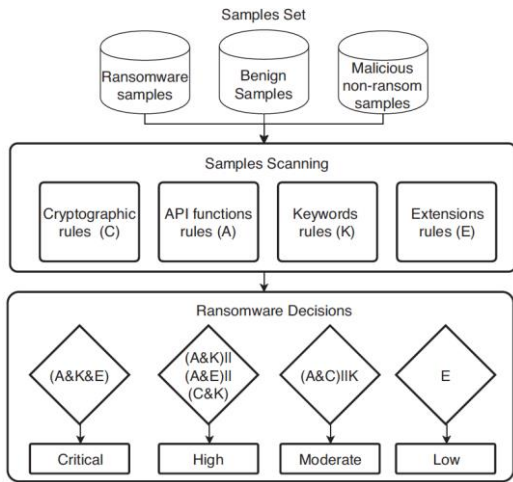 Samples Set
Ransomware
samples
Benign
Samples
Malicious
non-ransom
samples
Samples Scanning
Cryptographic
rules (C)
API functions
rules (A)
Keywords
rules (K)
Extensions
rules (E)
Ransomware Decisions
(A&K&E)
(A&K)||
(A&E)||
(C&K)
(A&C)||K
E
Critical
High
Moderate
Low